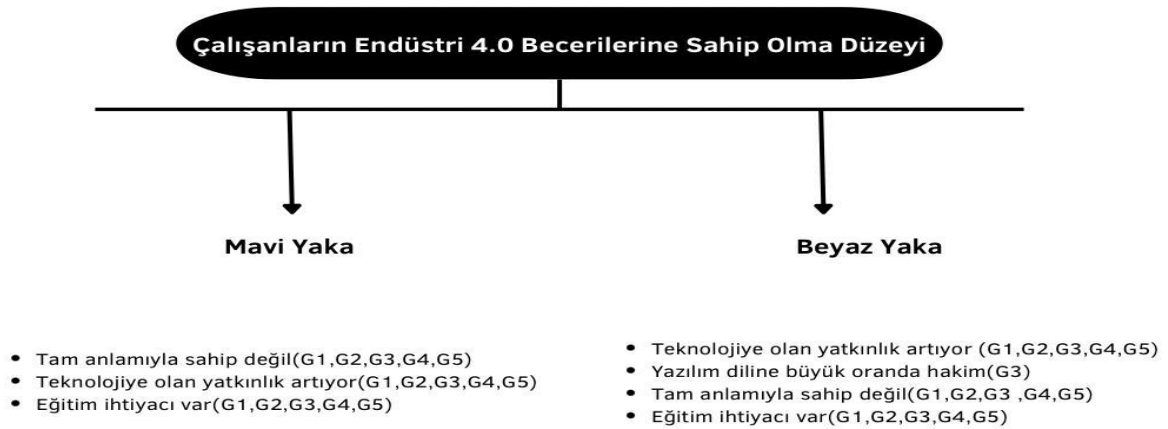 Çalışanların Endüstri 4.0 Becerilerine Sahip Olma Düzeyi
Mavi Yaka
• Tam anlamıyla sahip değil(G1,G2,G3,G4,G5)
• Teknolojiye olan yatkınlık artıyor(G1,G2,G3,G4,G5)
• Eğitim ihtiyacı var(G1,G2,G3,G4,G5)
Beyaz Yaka
• Teknolojiye olan yatkınlık artıyor (G1,G2,G3,G4,G5)
• Yazılım diline büyük oranda hakim(G3)
• Tam anlamıyla sahip değil(G1,G2,G3 ,G4,G5)
• Eğitim ihtiyacı var(G1,G2,G3,G4,G5)